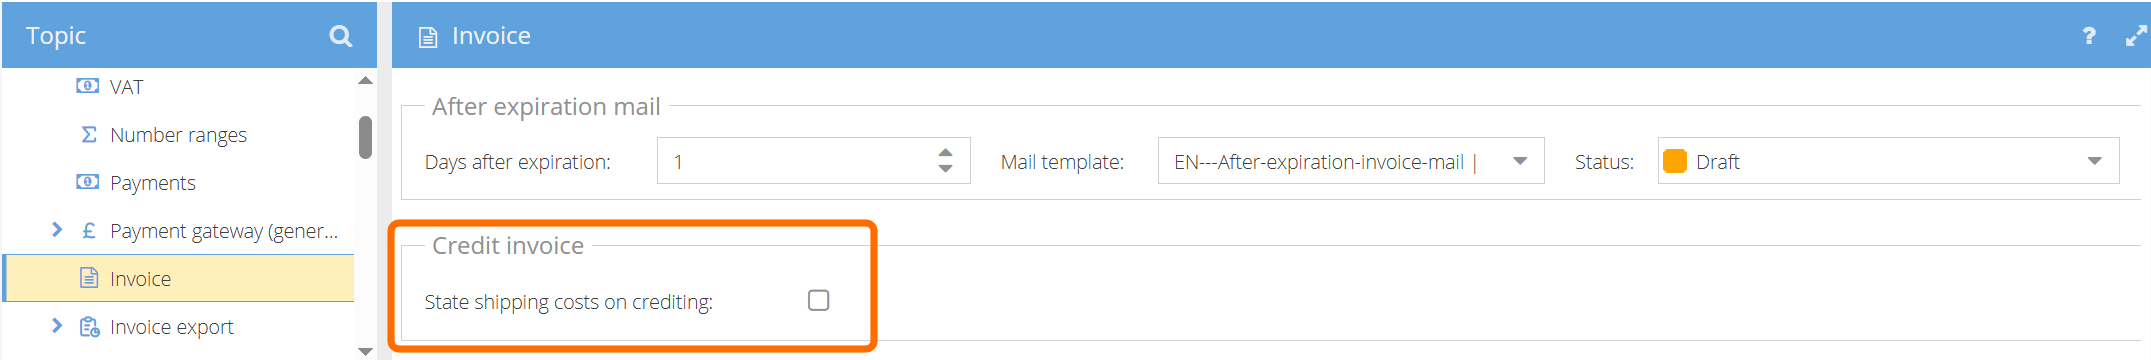 Topic
VAT
Number ranges
Payments
Payment gateway (gener...
Invoice
Invoice export
Invoice
?
After expiration mail
Days after expiration: 1 Mail template: EN---After-expiration-invoice-mail | Status: Draft
Credit invoice
State shipping costs on crediting: